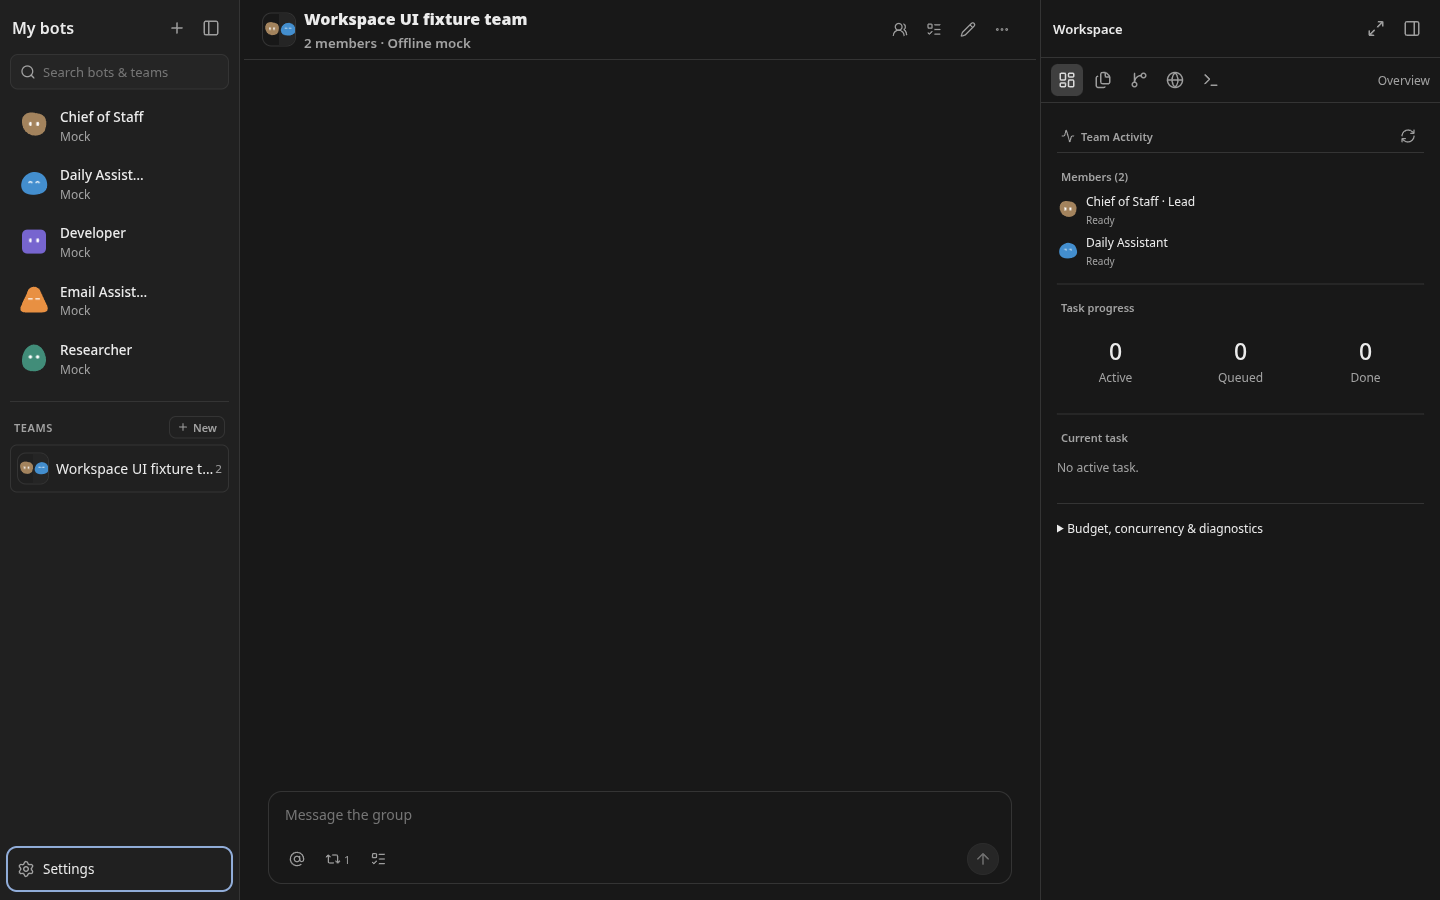 My bots
Search bots & teams
Chief of Staff
Mock
Daily Assist...
Mock
Developer
Mock
Email Assist...
Mock
Researcher
Mock
TEAMS
New
Workspace UI fixture t... 2
Settings
Workspace UI fixture team
2 members · Offline mock
Message the group
1
Workspace
Overview
Team Activity
Members (2)
Chief of Staff · Lead
Ready
Daily Assistant
Ready
Task progress
0 0 0
Active Queued Done
Current task
No active task.
Budget, concurrency & diagnostics